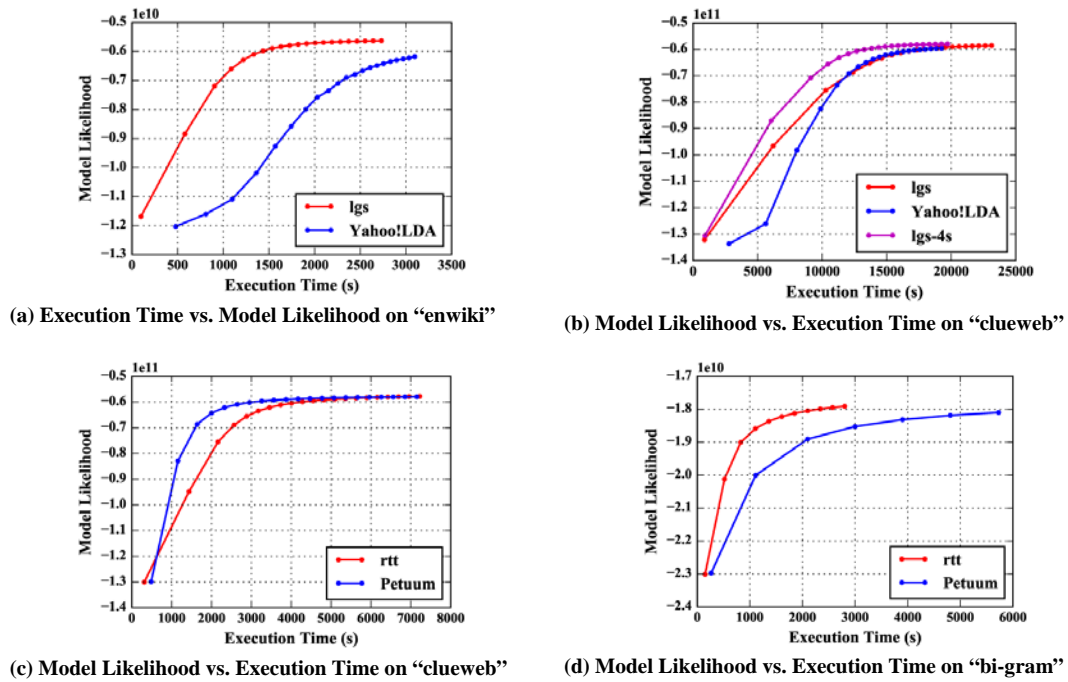 1e10
−0.5
−0.6
−0.7
−0.8
−0.9
−1.0
−1.1
−1.2
−1.3
Model Likelihood
lgs
Yahoo!LDA
0 500 1000 1500 2000 2500 3000 3500
Execution Time (s)
(a) Execution Time vs. Model Likelihood on “enwiki”
1e11
−0.5
−0.6
−0.7
−0.8
−0.9
−1.0
−1.1
−1.2
−1.3
−1.4
Model Likelihood
lgs
Yahoo!LDA
lgs-4s
0 5000 10000 15000 20000 25000
Execution Time (s)
(b) Model Likelihood vs. Execution Time on “clueweb”
1e11
−0.5
−0.6
−0.7
−0.8
−0.9
−1.0
−1.1
−1.2
−1.3
−1.4
Model Likelihood
rtt
Petuum
0 1000 2000 3000 4000 5000 6000 7000 8000
Execution Time (s)
(c) Model Likelihood vs. Execution Time on “clueweb”
1e10
−1.7
−1.8
−1.9
−2.0
−2.1
−2.2
−2.3
−2.4
Model Likelihood
rtt
Petuum
0 1000 2000 3000 4000 5000 6000
Execution Time (s)
(d) Model Likelihood vs. Execution Time on “bi-gram”